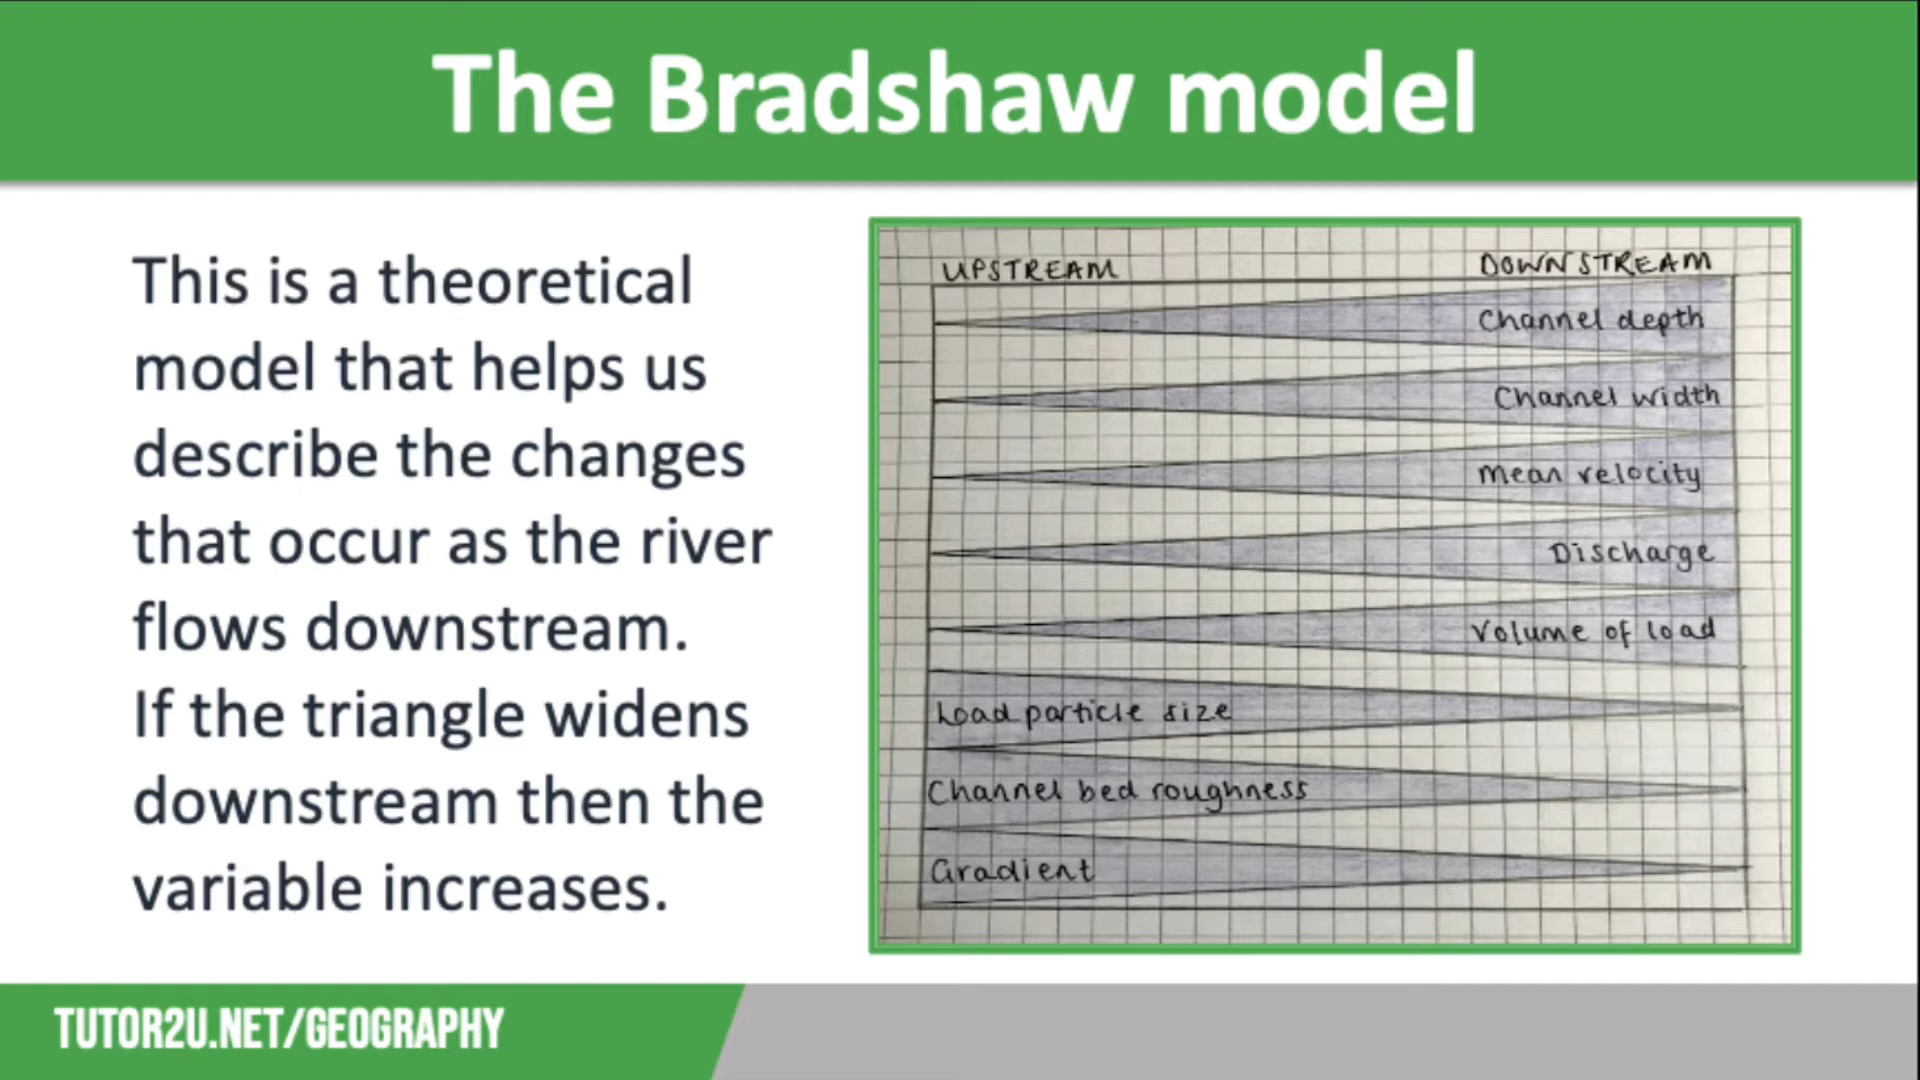 The Bradshaw model
This is a theoretical
model that helps us
describe the changes
that occur as the river
flows downstream.
If the triangle widens
downstream then the
variable increases.
UPSTREAM
DOWNSTREAM
Channel depth
Channel width
Mean velocity
Discharge
Volume of load
Load particle size
Channel bed roughness
Gradient
TUTOR2U.NET/GEOGRAPHY